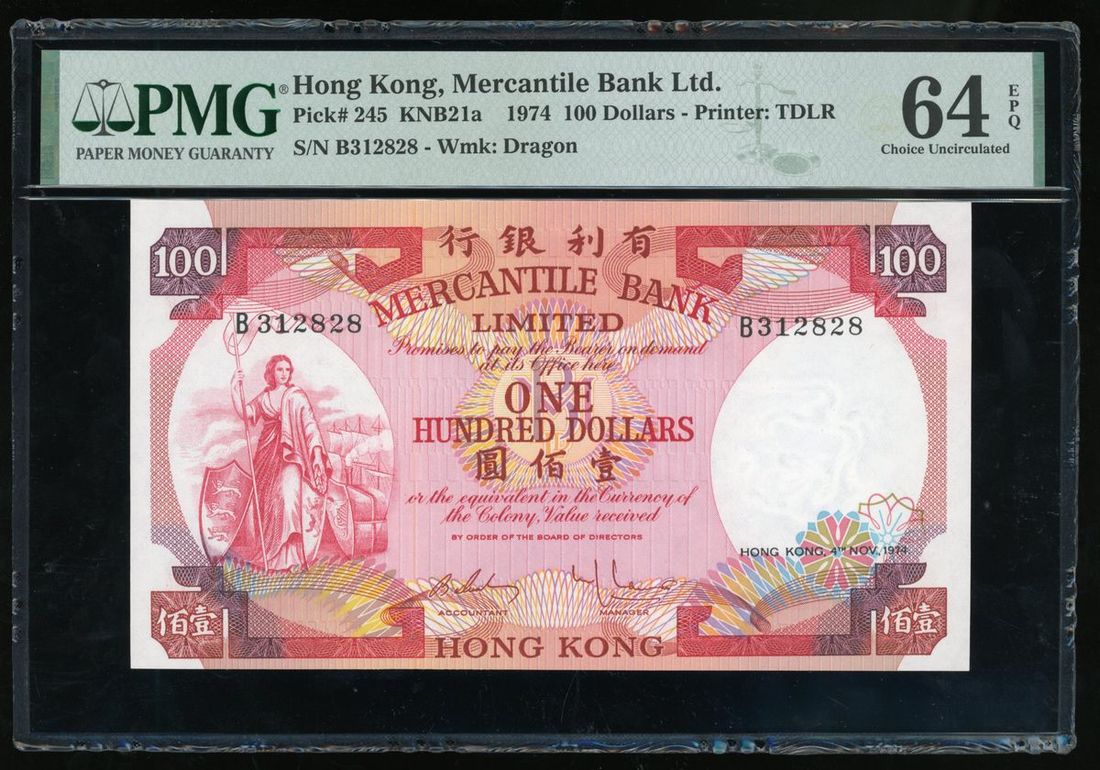 PMG®
PAPER MONEY GUARANTY
Hong Kong, Mercantile Bank Ltd.
Pick# 245 KNB21a 1974 100 Dollars - Printer: TDLR
S/N B312828 - Wmk: Dragon
64 EPQ
Choice Uncirculated
行銀利有
100 100
MERCANTILE BANK
LIMITED
B312828 B312828
Promises to pay the Bearer on demand
at its Office here
ONE
HUNDRED DOLLARS
圓佰壹
or the equivalent in the Currency of
the Colony, Value received
BY ORDER OF THE BOARD OF DIRECTORS
HONG KONG, 4TH NOV., 1974
ACCOUNTANT MANAGER
佰壹 佰壹
HONG KONG